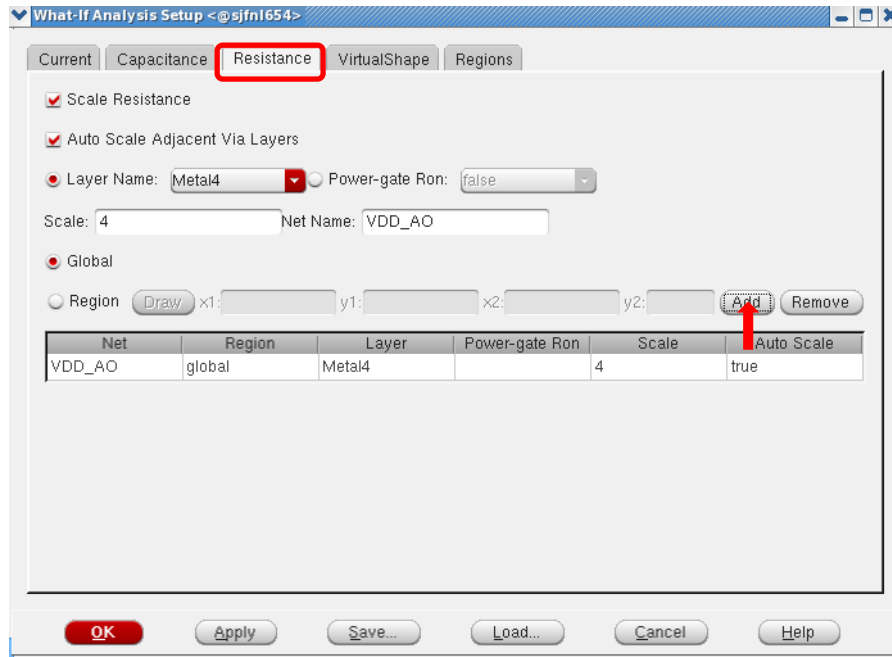 What-If Analysis Setup <@sjfnl654>
Current Capacitance Resistance VirtualShape Regions
Scale Resistance
Auto Scale Adjacent Via Layers
Layer Name: Metal4 Power-gate Ron: false
Scale: 4 Net Name: VDD_AO
Global
Region Draw x1: y1: x2: y2: Add Remove
Net Region Layer Power-gate Ron Scale Auto Scale
VDD_AO global Metal4 4 true
OK Apply Save... Load... Cancel Help